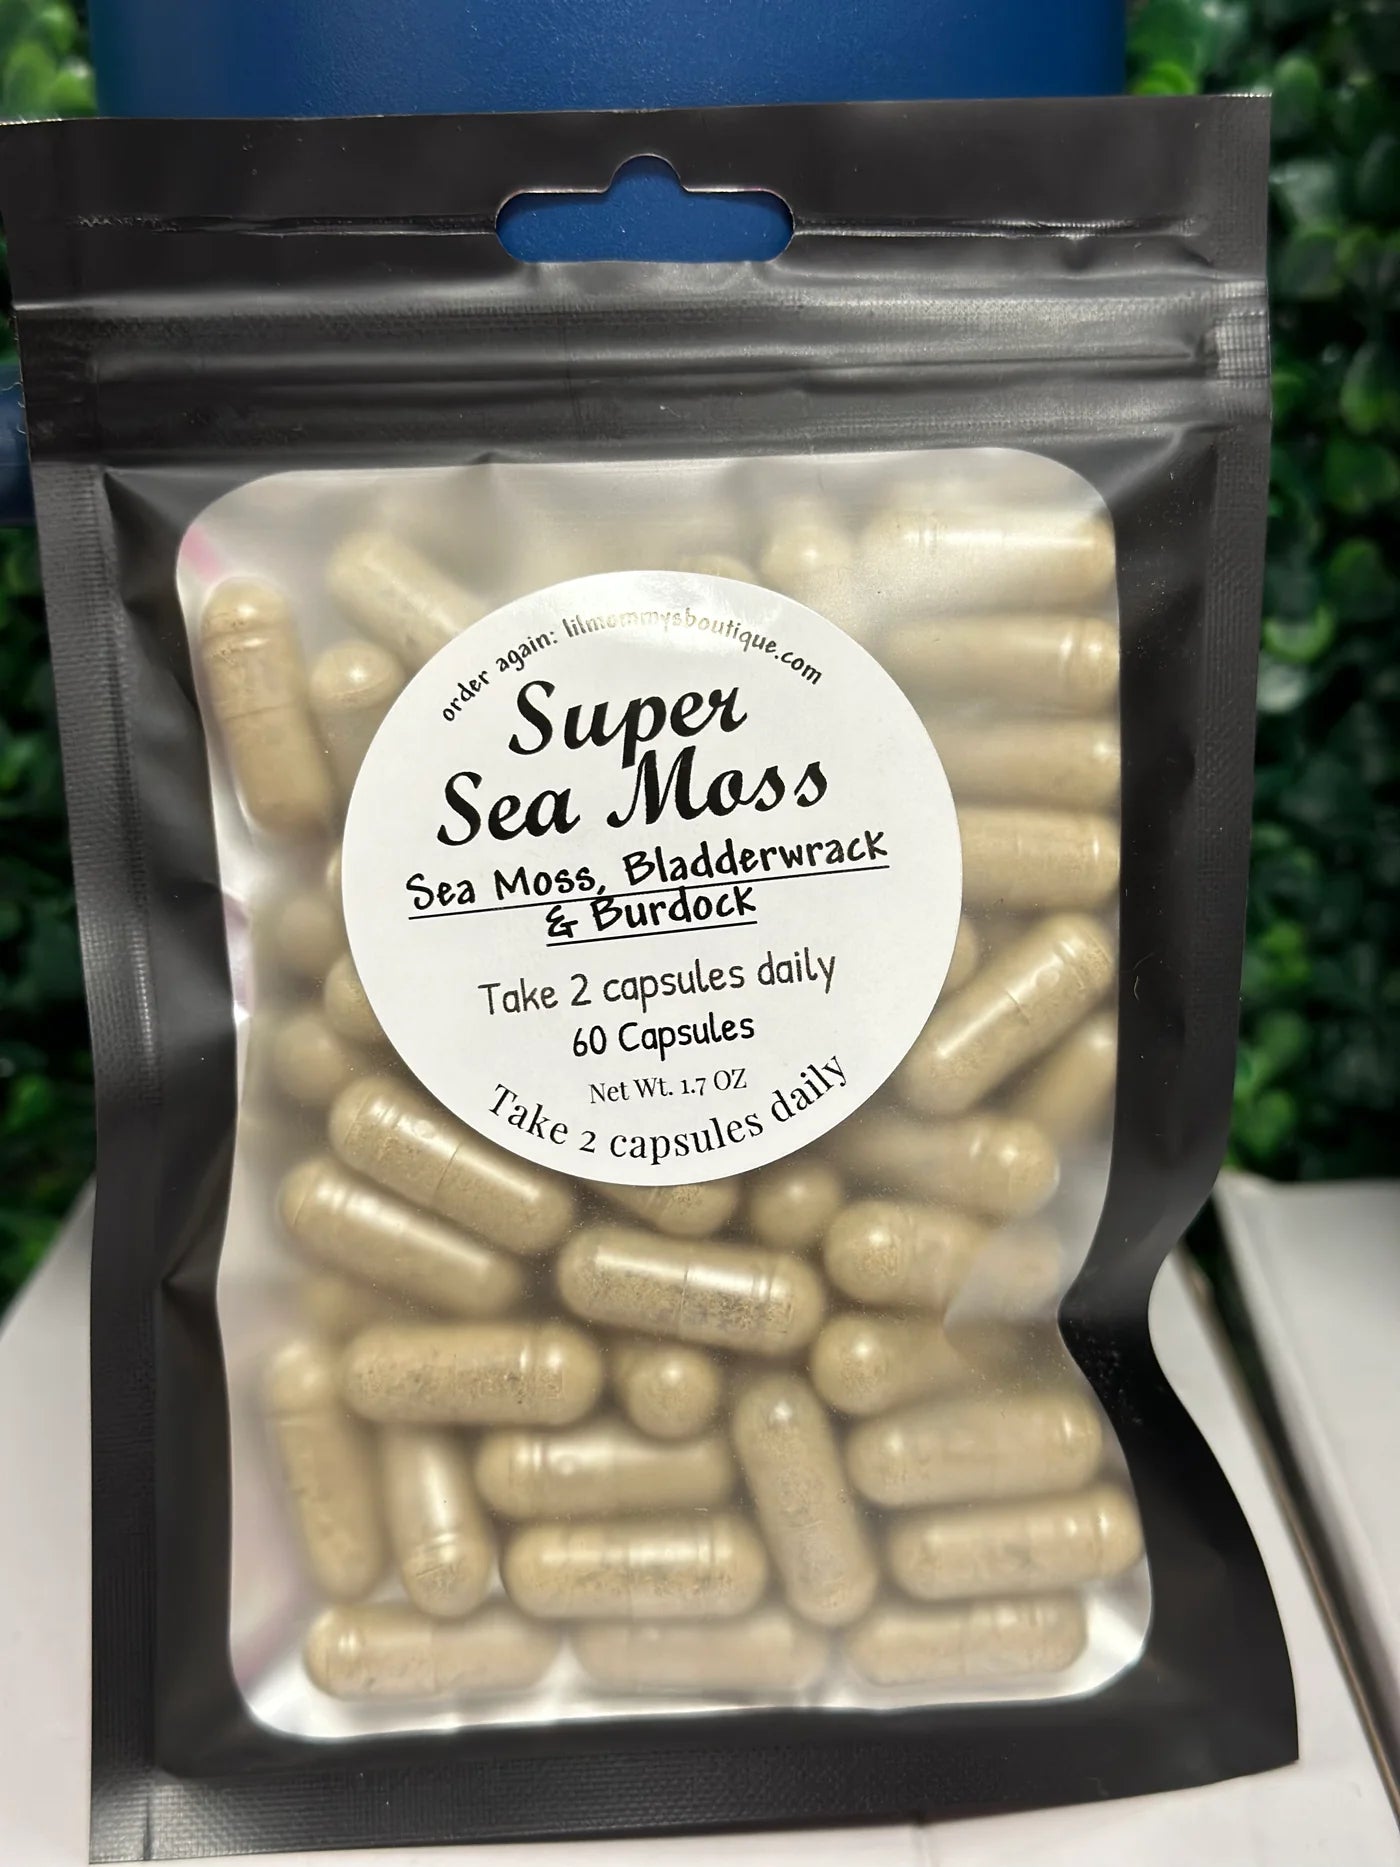 order again: lilmommysboutique.com
Super
Sea Moss
Sea Moss, Bladderwrack
& Burdock
Take 2 capsules daily
60 Capsules
Net Wt. 1.7 OZ
Take 2 capsules daily